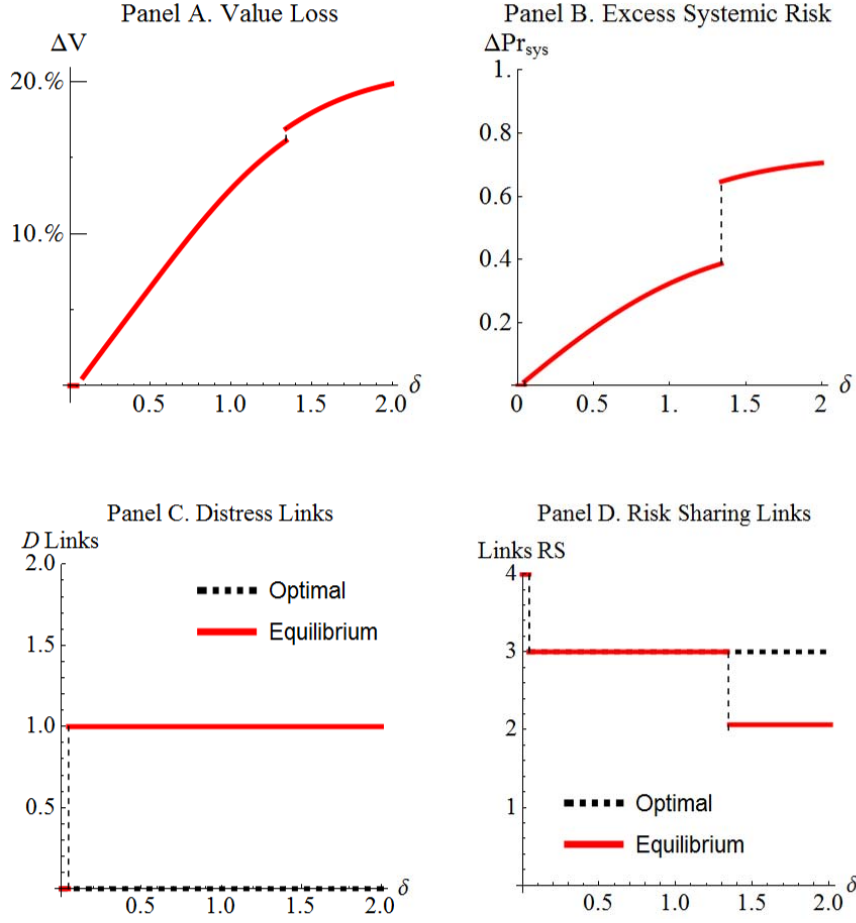 Panel A. Value Loss
ΔV
20.%
10.%
0.5
1.0
1.5
2.0
δ
Panel B. Excess Systemic Risk
ΔPr_sys
1.
0.8
0.6
0.4
0.2
0
0.5
1.
1.5
2
δ
Panel C. Distress Links
D Links
2.0
1.5
1.0
0.5
Optimal
Equilibrium
0.5
1.0
1.5
2.0
δ
Panel D. Risk Sharing Links
Links RS
4
3
2
1
Optimal
Equilibrium
0.5
1.0
1.5
2.0
δ